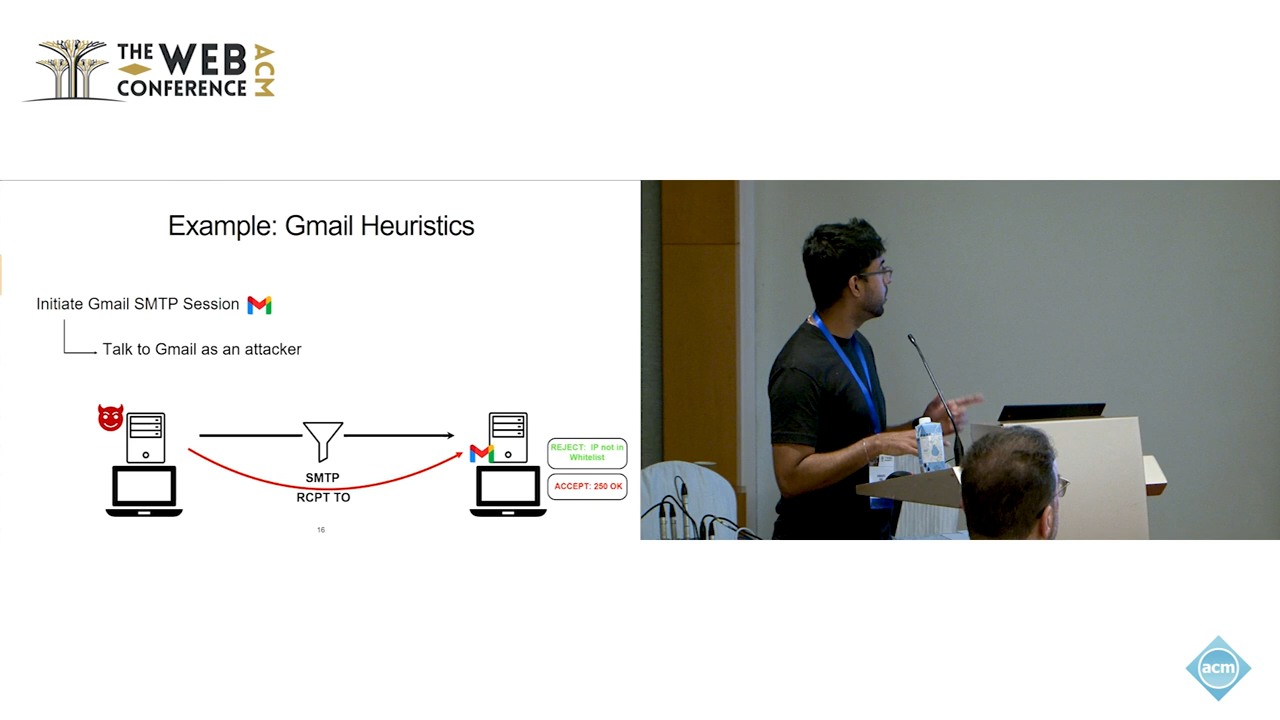 THE WEB
CONFERENCE
ACM
Example: Gmail Heuristics
Initiate Gmail SMTP Session
Talk to Gmail as an attacker
SMTP
RCPT TO
REJECT: IP not in
Whitelist
ACCEPT: 250 OK
16
acm